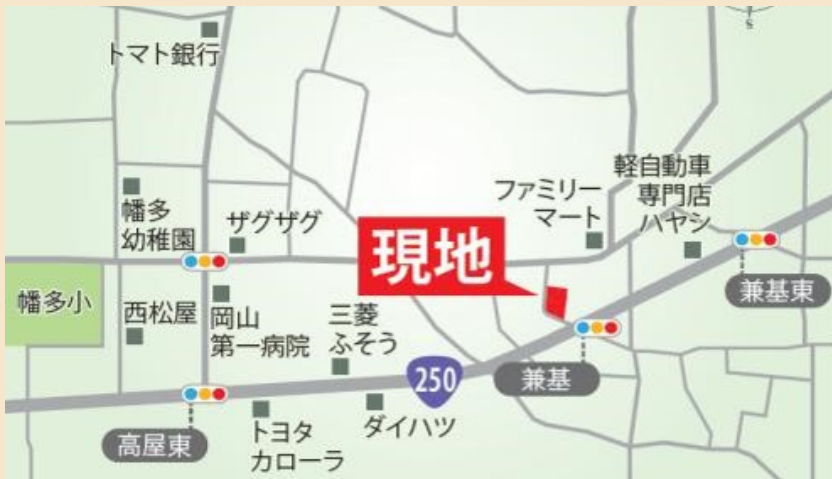 S
トマト銀行
軽自動車
専門店
ハヤシ
ファミリー
マート
幡多
幼稚園
ザグザグ
現地
兼基東
幡多小
西松屋
岡山
第一病院
三菱
ふそう
250
兼基
高屋東
トヨタ
カローラ
ダイハツ